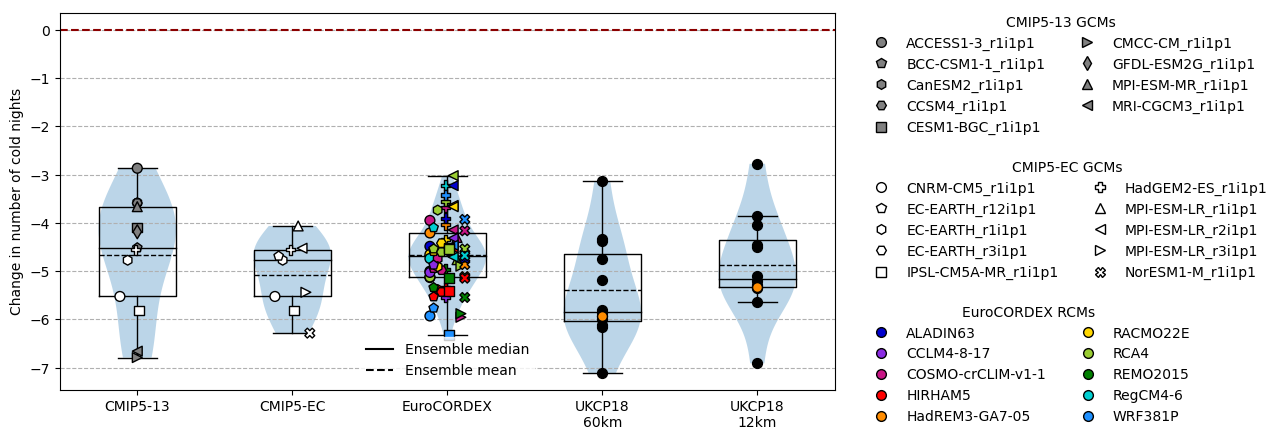 Change in number of cold nights
0
−1
−2
−3
−4
−5
−6
−7
Ensemble median
Ensemble mean
CMIP5-13
CMIP5-EC
EuroCORDEX
UKCP18
60km
UKCP18
12km
CMIP5-13 GCMs
ACCESS1-3_r1i1p1
BCC-CSM1-1_r1i1p1
CanESM2_r1i1p1
CCSM4_r1i1p1
CESM1-BGC_r1i1p1
CMCC-CM_r1i1p1
GFDL-ESM2G_r1i1p1
MPI-ESM-MR_r1i1p1
MRI-CGCM3_r1i1p1
CMIP5-EC GCMs
CNRM-CM5_r1i1p1
EC-EARTH_r12i1p1
EC-EARTH_r1i1p1
EC-EARTH_r3i1p1
IPSL-CM5A-MR_r1i1p1
HadGEM2-ES_r1i1p1
MPI-ESM-LR_r1i1p1
MPI-ESM-LR_r2i1p1
MPI-ESM-LR_r3i1p1
NorESM1-M_r1i1p1
EuroCORDEX RCMs
ALADIN63
CCLM4-8-17
COSMO-crCLIM-v1-1
HIRHAM5
HadREM3-GA7-05
RACMO22E
RCA4
REMO2015
RegCM4-6
WRF381P